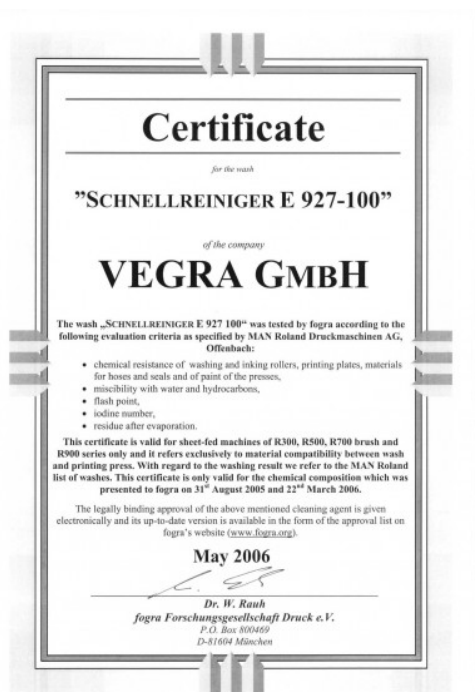 Certificate
for the wash
”SCHNELLREINIGER E 927-100”
of the company
VEGRA GMBH
The wash „SCHNELLREINIGER E 927 100“ was tested by fogra according to the
following evaluation criteria as specified by MAN Roland Druckmaschinen AG,
Offenbach:
• chemical resistance of washing and inking rollers, printing plates, materials
for hoses and seals and of paint of the presses,
• miscibility with water and hydrocarbons,
• flash point,
• iodine number,
• residue after evaporation.
This certificate is valid for sheet-fed machines of R300, R500, R700 brush and
R900 series only and it refers exclusively to material compatibility between wash
and printing press. With regard to the washing result we refer to the MAN Roland
list of washes. This certificate is only valid for the chemical composition which was
presented to fogra on 31st August 2005 and 22nd March 2006.
The legally binding approval of the above mentioned cleaning agent is given
electronically and its up-to-date version is available in the form of the approval list on
fogra's website (www.fogra.org).
May 2006
Dr. W. Rauh
fogra Forschungsgesellschaft Druck e.V.
P.O. Box 800469
D-81604 München